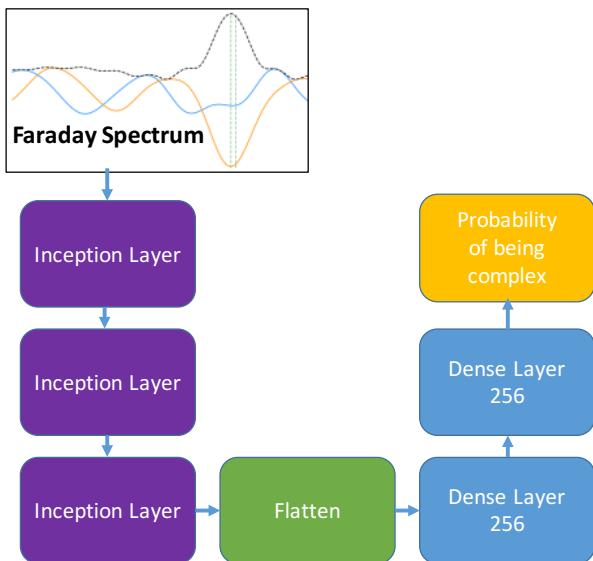 Faraday Spectrum
Inception Layer
Inception Layer
Inception Layer
Flatten
Dense Layer
256
Dense Layer
256
Probability
of being
complex